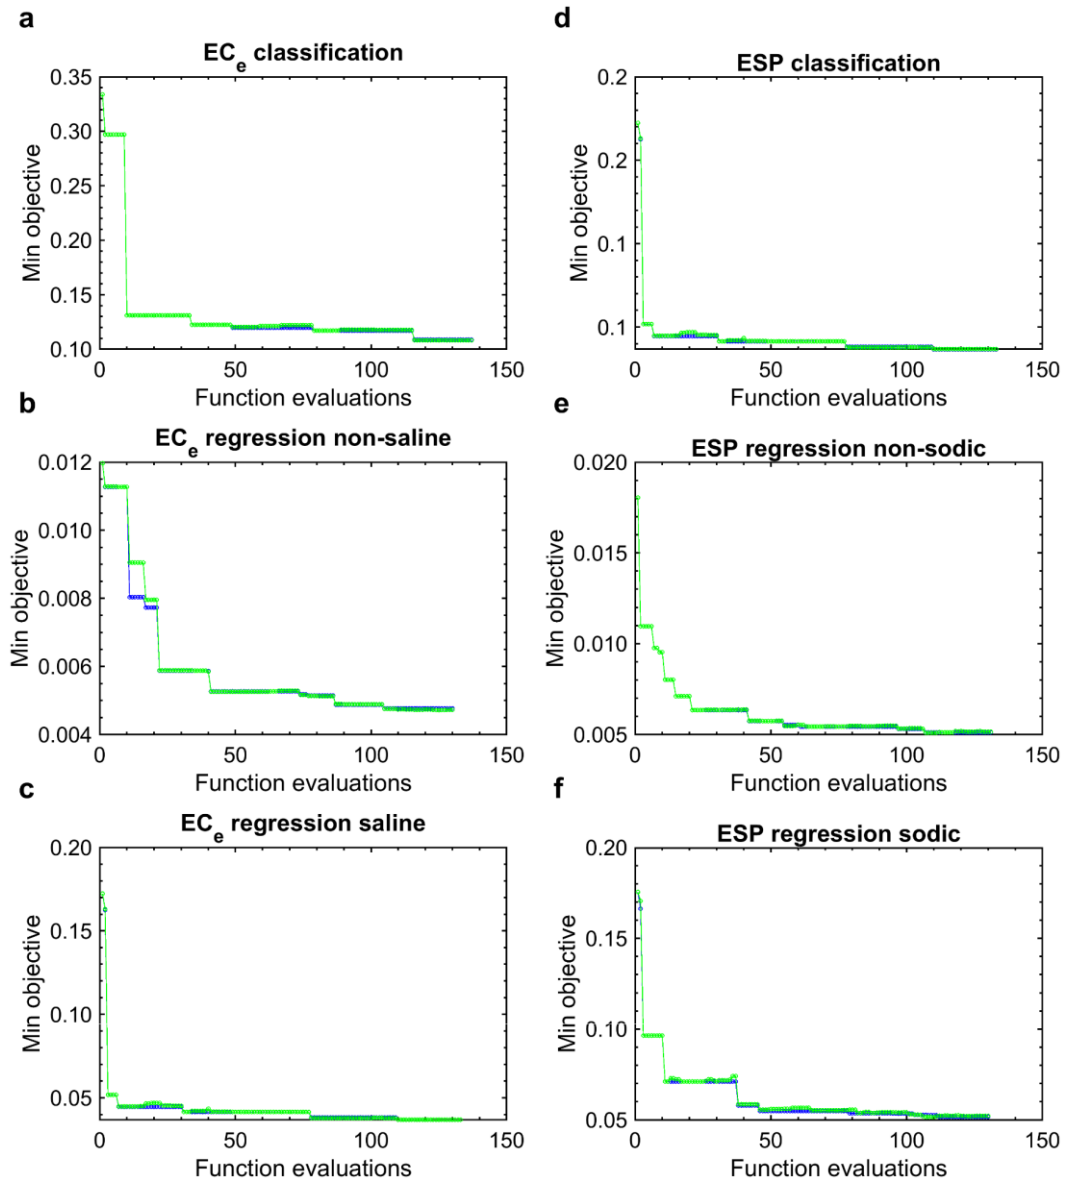 a
ECe classification
0.35
0.30
0.25
0.20
0.15
0.10
Min objective
0
50
100
150
Function evaluations
b
ECe regression non-saline
0.012
0.010
0.008
0.006
0.004
Min objective
0
50
100
150
Function evaluations
c
ECe regression saline
0.20
0.15
0.10
0.05
Min objective
0
50
100
150
Function evaluations
d
ESP classification
0.2
0.2
0.1
0.1
Min objective
0
50
100
150
Function evaluations
e
ESP regression non-sodic
0.020
0.015
0.010
0.005
Min objective
0
50
100
150
Function evaluations
f
ESP regression sodic
0.20
0.15
0.10
0.05
Min objective
0
50
100
150
Function evaluations